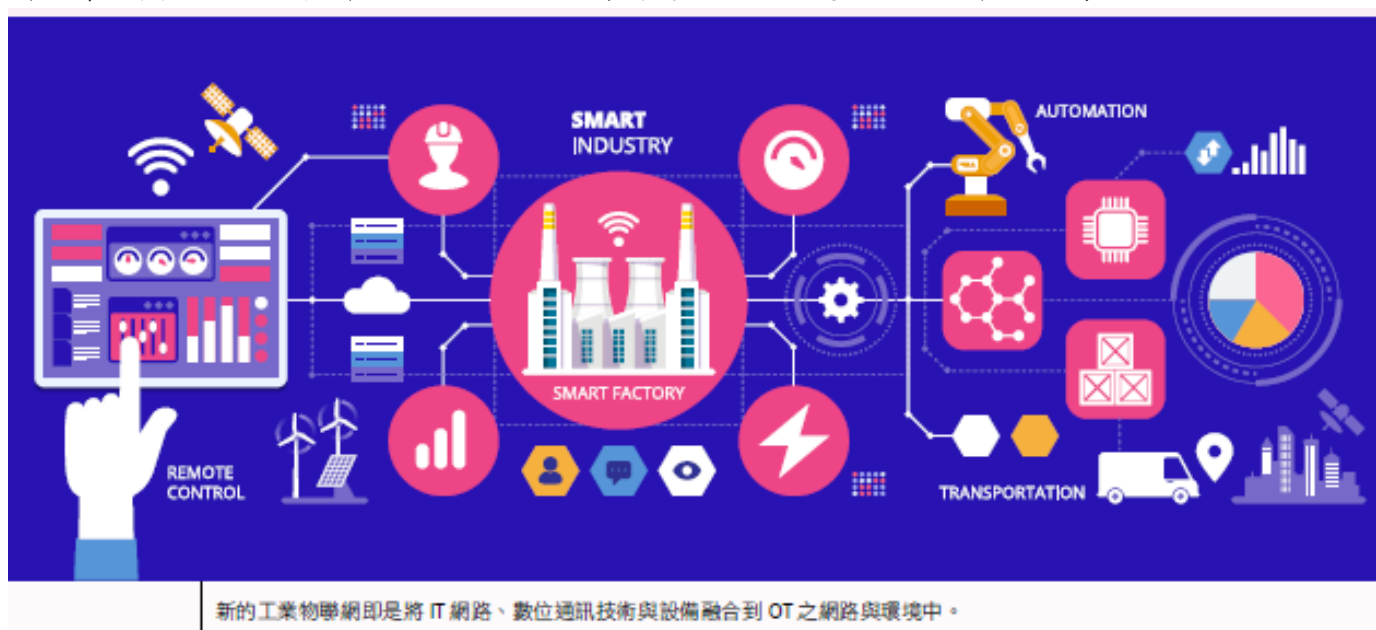 SMART
INDUSTRY
AUTOMATION
SMART FACTORY
REMOTE
CONTROL
TRANSPORTATION
新的工業物聯網即是將 IT 網路、數位通訊技術與設備融合到 OT 之網路與環境中。